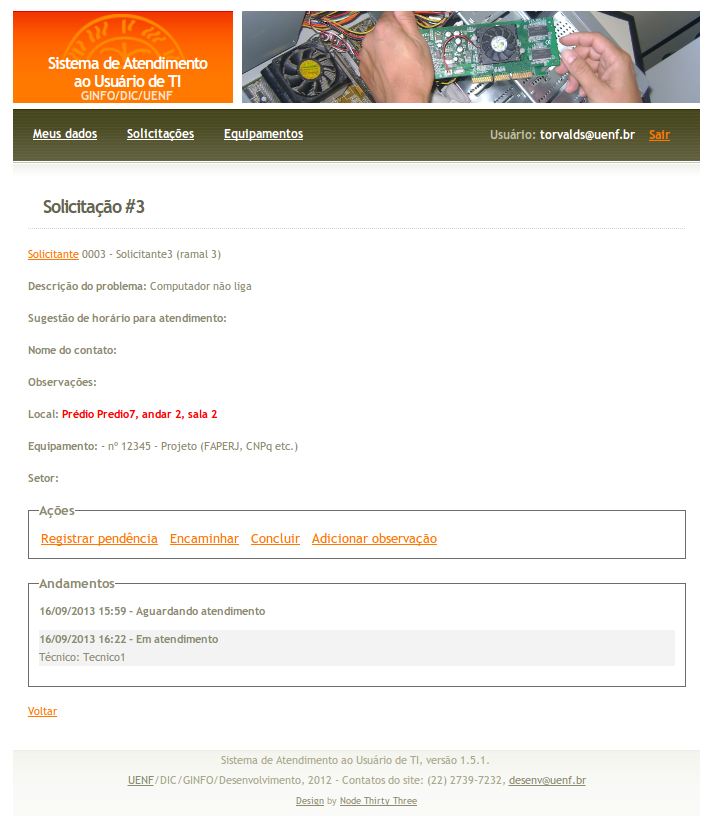 Sistema de Atendimento
ao Usuário de TI
GINFO/DIC/UENF
Meus dados Solicitações Equipamentos Usuário: torvalds@uenf.br Sair
Solicitação #3
Solicitante 0003 - Solicitante3 (ramal 3)
Descrição do problema: Computador não liga
Sugestão de horário para atendimento:
Nome do contato:
Observações:
Local: Prédio Predio7, andar 2, sala 2
Equipamento: - nº 12345 - Projeto (FAPERJ, CNPq etc.)
Setor:
Ações
Registrar pendência Encaminhar Concluir Adicionar observação
Andamentos
16/09/2013 15:59 - Aguardando atendimento
16/09/2013 16:22 - Em atendimento
Técnico: Tecnico1
Voltar
Sistema de Atendimento ao Usuário de TI, versão 1.5.1.
UENF/DIC/GINFO/Desenvolvimento, 2012 - Contatos do site: (22) 2739-7232, desenv@uenf.br
Design by Node Thirty Three